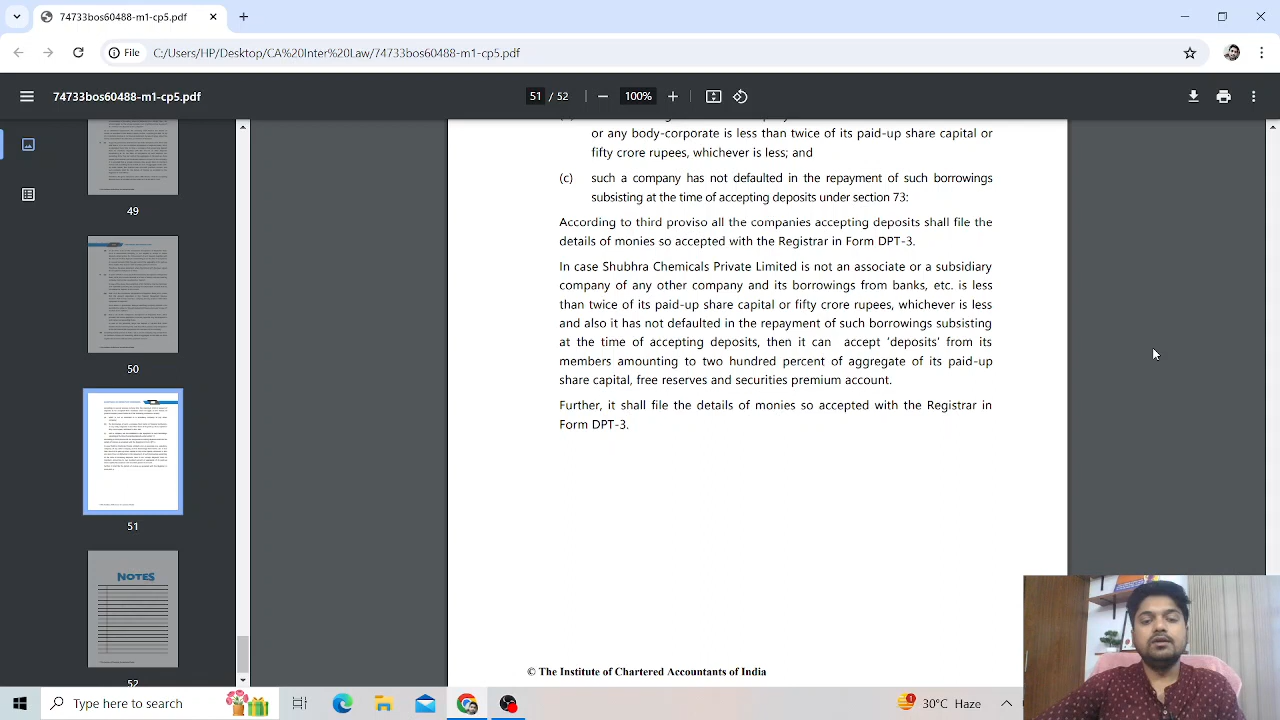 74733bos60488-m1-cp5.pdf
File
C:/Users/HP/Desktop/CA%20Inter%20Law/74733bos60488-m1-cp5.pdf
74733bos60488-m1-cp5.pdf
51 / 52
100%
or any body-corporate is less than twice of its paid-up share capital or
fifty crore rupees, whichever is less; and
(c) such a company has not defaulted in the repayment of such borrowings
subsisting at the time of accepting deposits under section 73:
According to third proviso all the companies accepting deposits shall file the
details of monies so accepted with the Registrar in Form DPT-3.
In case Shubhra Chemicals Private Limited is not an associate or a subsidiary
company of any other company and its borrowings from banks, etc. is less
than twice of its paid-up share capital or fifty crore rupees, whichever is less
and also it has not defaulted in the repayment of such borrowings subsisting
at the time of accepting deposits, then it can accept ‘deposits’ from its
members amounting to two hundred percent of aggregate of its paid-up
share capital, free reserves and securities premium account.
Further, it shall file the details of monies so accepted with the Registrar in
Form DPT-3.
© The Institute of Chartered Accountants of India
49
50
51
NOTES
52
Type here to search
30°C Haze